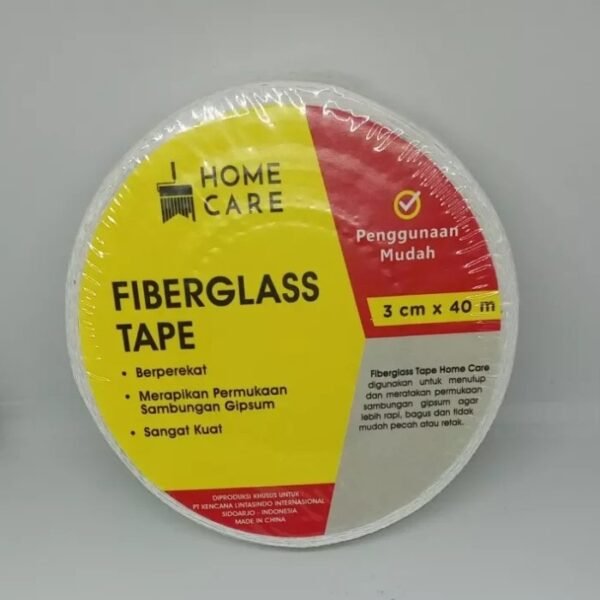 HOME
CARE
Penggunaan
Mudah
FIBERGLASS
TAPE
3 cm x 40 m
• Berperekat
• Merapikan Permukaan
Sambungan Gipsum
• Sangat Kuat
Fiberglass Tape Home Care
digunakan untuk menutup
dan meratakan permukaan
sambungan gipsum agar
lebih rapi, bagus dan tidak
mudah pecah atau retak.
DIPRODUKSI KHUSUS UNTUK :
PT KENCANA LINTASINDO INTERNASIONAL
SIDOARJO - INDONESIA
MADE IN CHINA